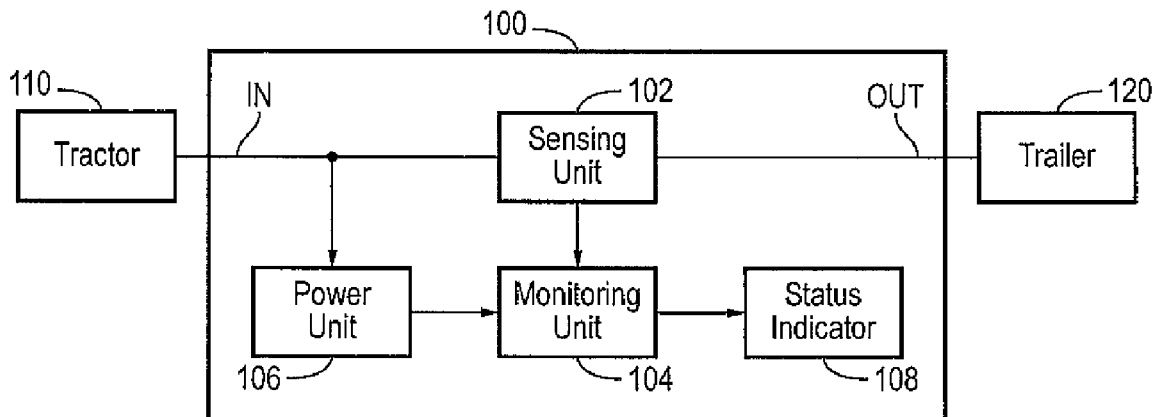 100
110
IN
102
OUT
120
Tractor
Sensing
Unit
Trailer
Power
Unit
Monitoring
Unit
Status
Indicator
106
104
108